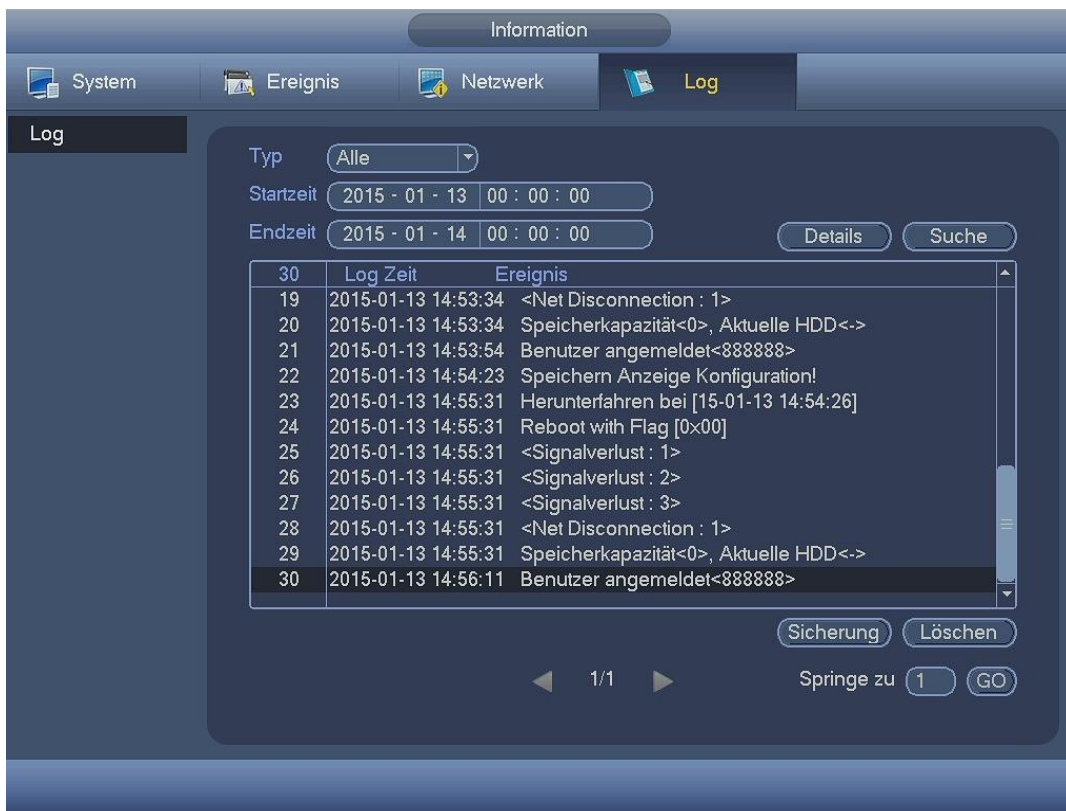 Information
System Ereignis Netzwerk Log
Log
Typ Alle
Startzeit 2015 - 01 - 13 00 : 00 : 00
Endzeit 2015 - 01 - 14 00 : 00 : 00
Details Suche
30 Log Zeit Ereignis
19 2015-01-13 14:53:34 <Net Disconnection : 1>
20 2015-01-13 14:53:34 Speicherkapazität<0>, Aktuelle HDD<->
21 2015-01-13 14:53:54 Benutzer angemeldet<888888>
22 2015-01-13 14:54:23 Speichern Anzeige Konfiguration!
23 2015-01-13 14:55:31 Herunterfahren bei [15-01-13 14:54:26]
24 2015-01-13 14:55:31 Reboot with Flag [0x00]
25 2015-01-13 14:55:31 <Signalverlust : 1>
26 2015-01-13 14:55:31 <Signalverlust : 2>
27 2015-01-13 14:55:31 <Signalverlust : 3>
28 2015-01-13 14:55:31 <Net Disconnection : 1>
29 2015-01-13 14:55:31 Speicherkapazität<0>, Aktuelle HDD<->
30 2015-01-13 14:56:11 Benutzer angemeldet<888888>
Sicherung Löschen
1/1 Springe zu 1 GO